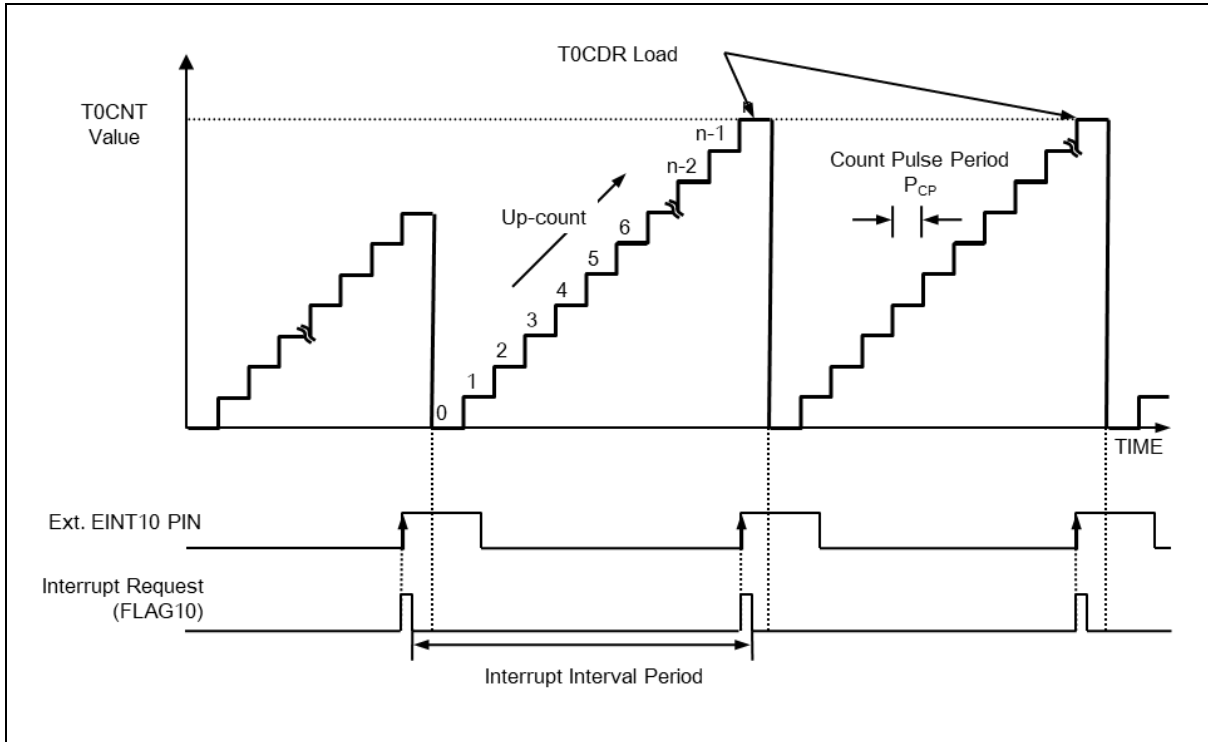 T0CDR Load
T0CNT
Value
n-1
n-2
Count Pulse Period
PCP
Up-count
6
5
4
3
2
1
0
TIME
Ext. EINT10 PIN
Interrupt Request
(FLAG10)
Interrupt Interval Period